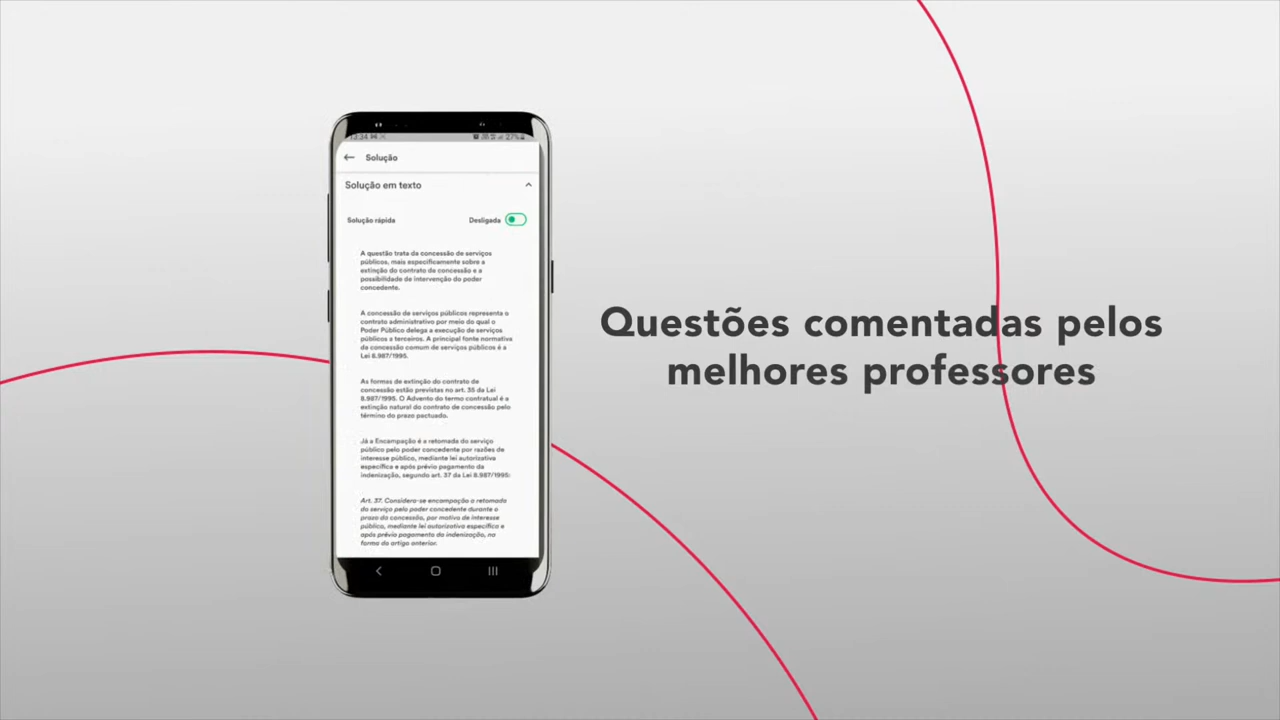 13:34
27%
Solução
Solução em texto
Solução rápida
Desligada
A questão trata da concessão de serviços
públicos, mais especificamente sobre a
extinção do contrato de concessão e a
possibilidade de intervenção do poder
concedente.
A concessão de serviços públicos representa o
contrato administrativo por meio do qual o
Poder Público delega a execução de serviços
públicos a terceiros. A principal fonte normativa
da concessão comum de serviços públicos é a
Lei 8.987/1995.
As formas de extinção do contrato de
concessão estão previstas no art. 35 da Lei
8.987/1995. O Advento do termo contratual é a
extinção natural do contrato de concessão pelo
término do prazo pactuado.
Já a Encampação é a retomada do serviço
público pelo poder concedente por razões de
interesse público, mediante lei autorizativa
específica e após prévio pagamento da
indenização, segundo art. 37 da Lei 8.987/1995:
Art. 37. Considera-se encampação a retomada
do serviço pelo poder concedente durante o
prazo da concessão, por motivo de interesse
público, mediante lei autorizativa específica e
após prévio pagamento da indenização, na
forma do artigo anterior.
Questões comentadas pelos
melhores professores